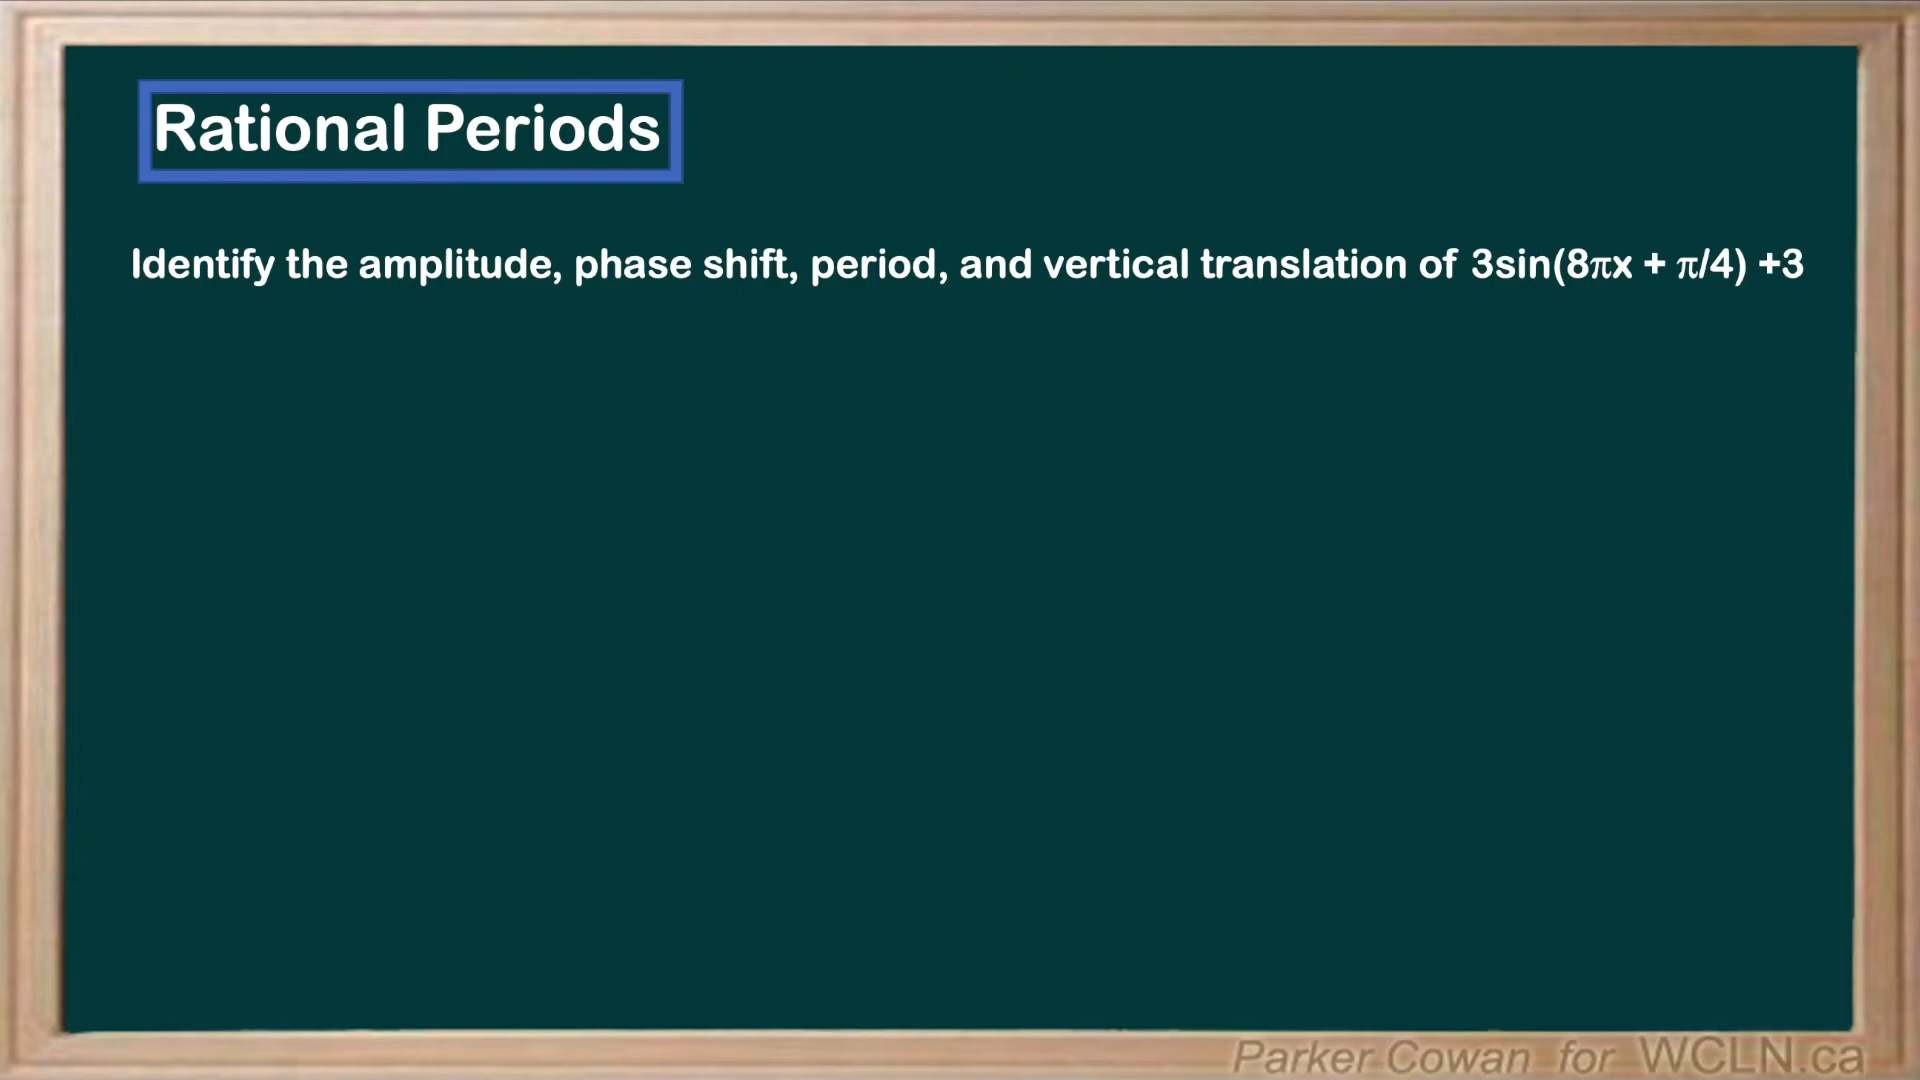 Rational Periods
Identify the amplitude, phase shift, period, and vertical translation of 3sin(8πx + π/4) +3
Parker Cowan for WCLN.ca